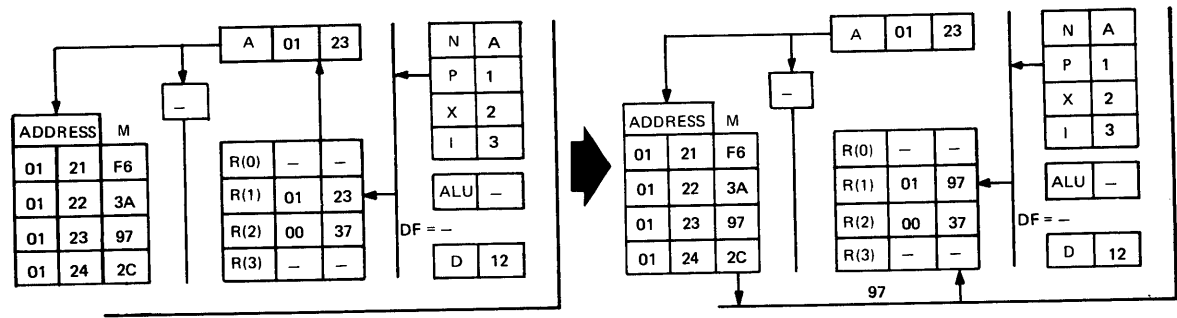 A 01 23
N A
P 1
X 2
I 3
–
ADDRESS M
01 21 F6
01 22 3A
01 23 97
01 24 2C
R(0) – –
R(1) 01 23
R(2) 00 37
R(3) – –
ALU –
DF = –
D 12
A 01 23
N A
P 1
X 2
I 3
–
ADDRESS M
01 21 F6
01 22 3A
01 23 97
01 24 2C
R(0) – –
R(1) 01 97
R(2) 00 37
R(3) – –
ALU –
DF = –
D 12
97